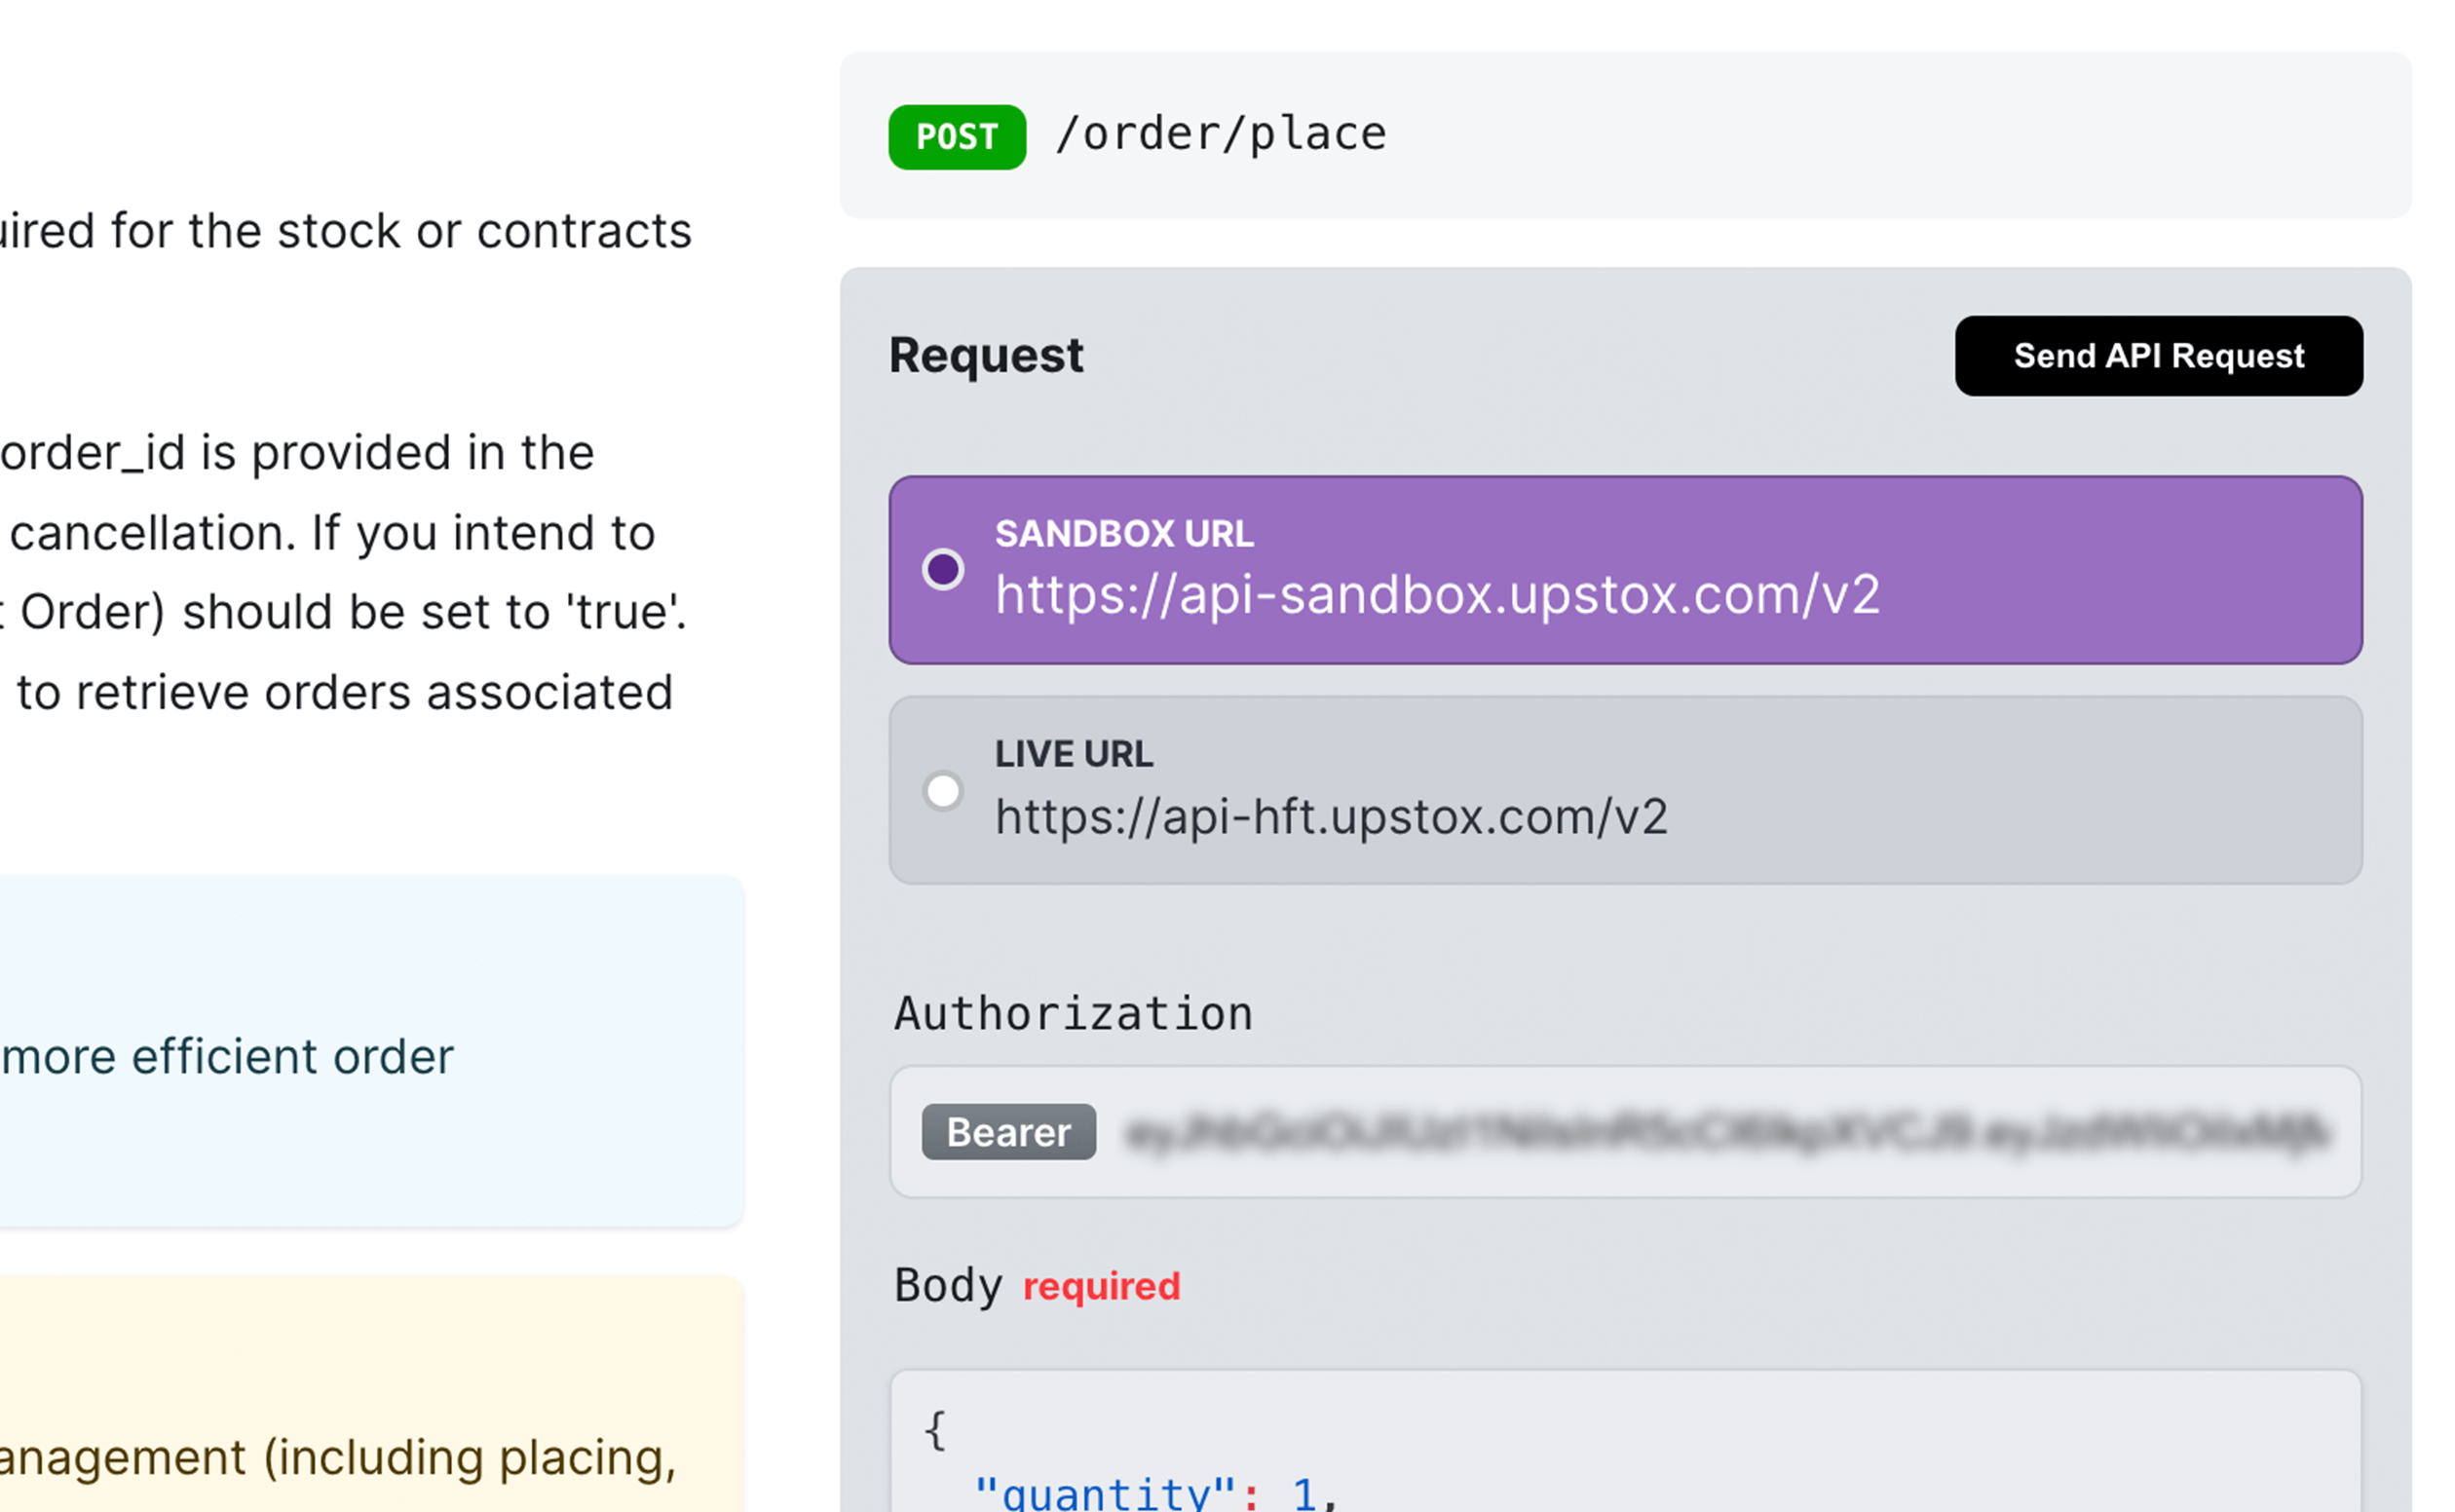 uired for the stock or contracts
order_id is provided in the
cancellation. If you intend to
t Order) should be set to 'true'.
to retrieve orders associated
more efficient order
anagement (including placing,
POST /order/place
Request
Send API Request
SANDBOX URL
https://api-sandbox.upstox.com/v2
LIVE URL
https://api-hft.upstox.com/v2
Authorization
Bearer
Body required
{
"quantity": 1,